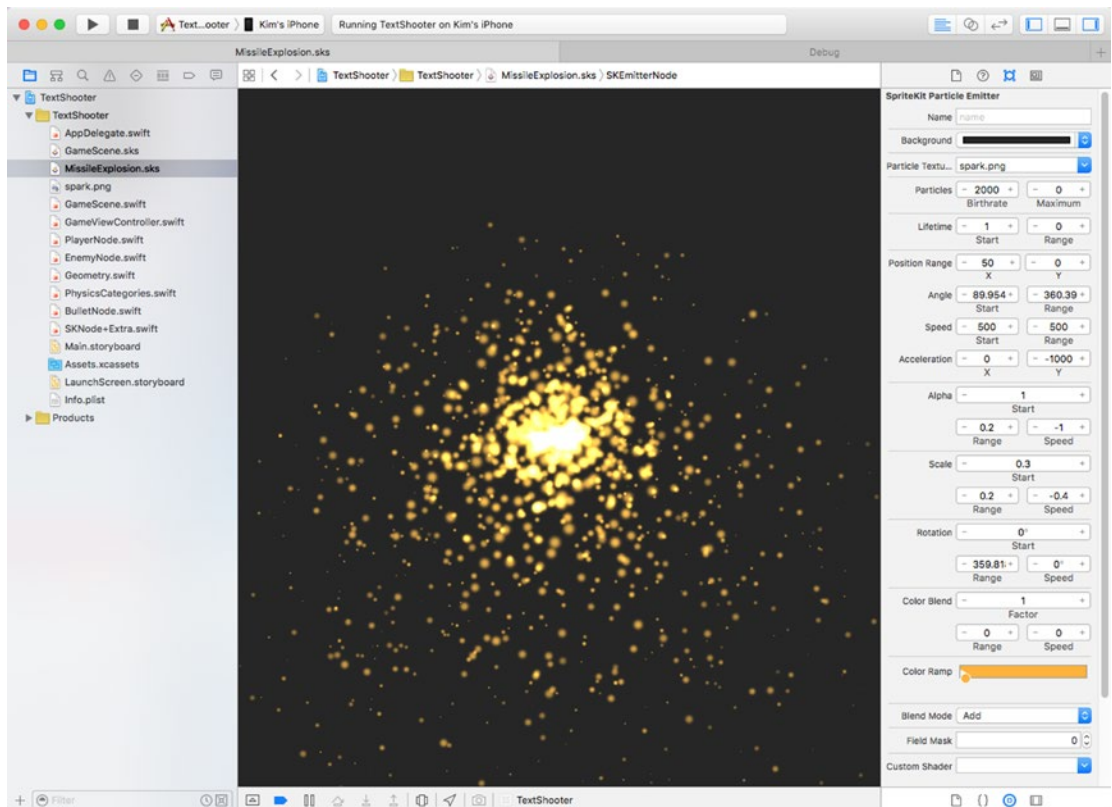 Text...ooter
Kim's iPhone
Running TextShooter on Kim's iPhone
MissileExplosion.sks
Debug
TextShooter
TextShooter
AppDelegate.swift
GameScene.sks
MissileExplosion.sks
spark.png
GameScene.swift
GameViewController.swift
PlayerNode.swift
EnemyNode.swift
Geometry.swift
PhysicsCategories.swift
BulletNode.swift
SKNode+Extra.swift
Main.storyboard
Assets.xcassets
LaunchScreen.storyboard
Info.plist
Products
Filter
TextShooter TextShooter MissileExplosion.sks SKEmitterNode
TextShooter
SpriteKit Particle Emitter
Name name
Background
Particle Textu... spark.png
Particles - 2000 + - 0 +
Birthrate Maximum
Lifetime - 1 + - 0 +
Start Range
Position Range - 50 + - 0 +
X Y
Angle - 89.954 + - 360.39 +
Start Range
Speed - 500 + - 500 +
Start Range
Acceleration - 0 + - -1000 +
X Y
Alpha - 1 +
Start
- 0.2 + - -1 +
Range Speed
Scale - 0.3 +
Start
- 0.2 + - -0.4 +
Range Speed
Rotation - 0° +
Start
- 359.81 + - 0° +
Range Speed
Color Blend - 1 +
Factor
- 0 + - 0 +
Range Speed
Color Ramp
Blend Mode Add
Field Mask 0
Custom Shader